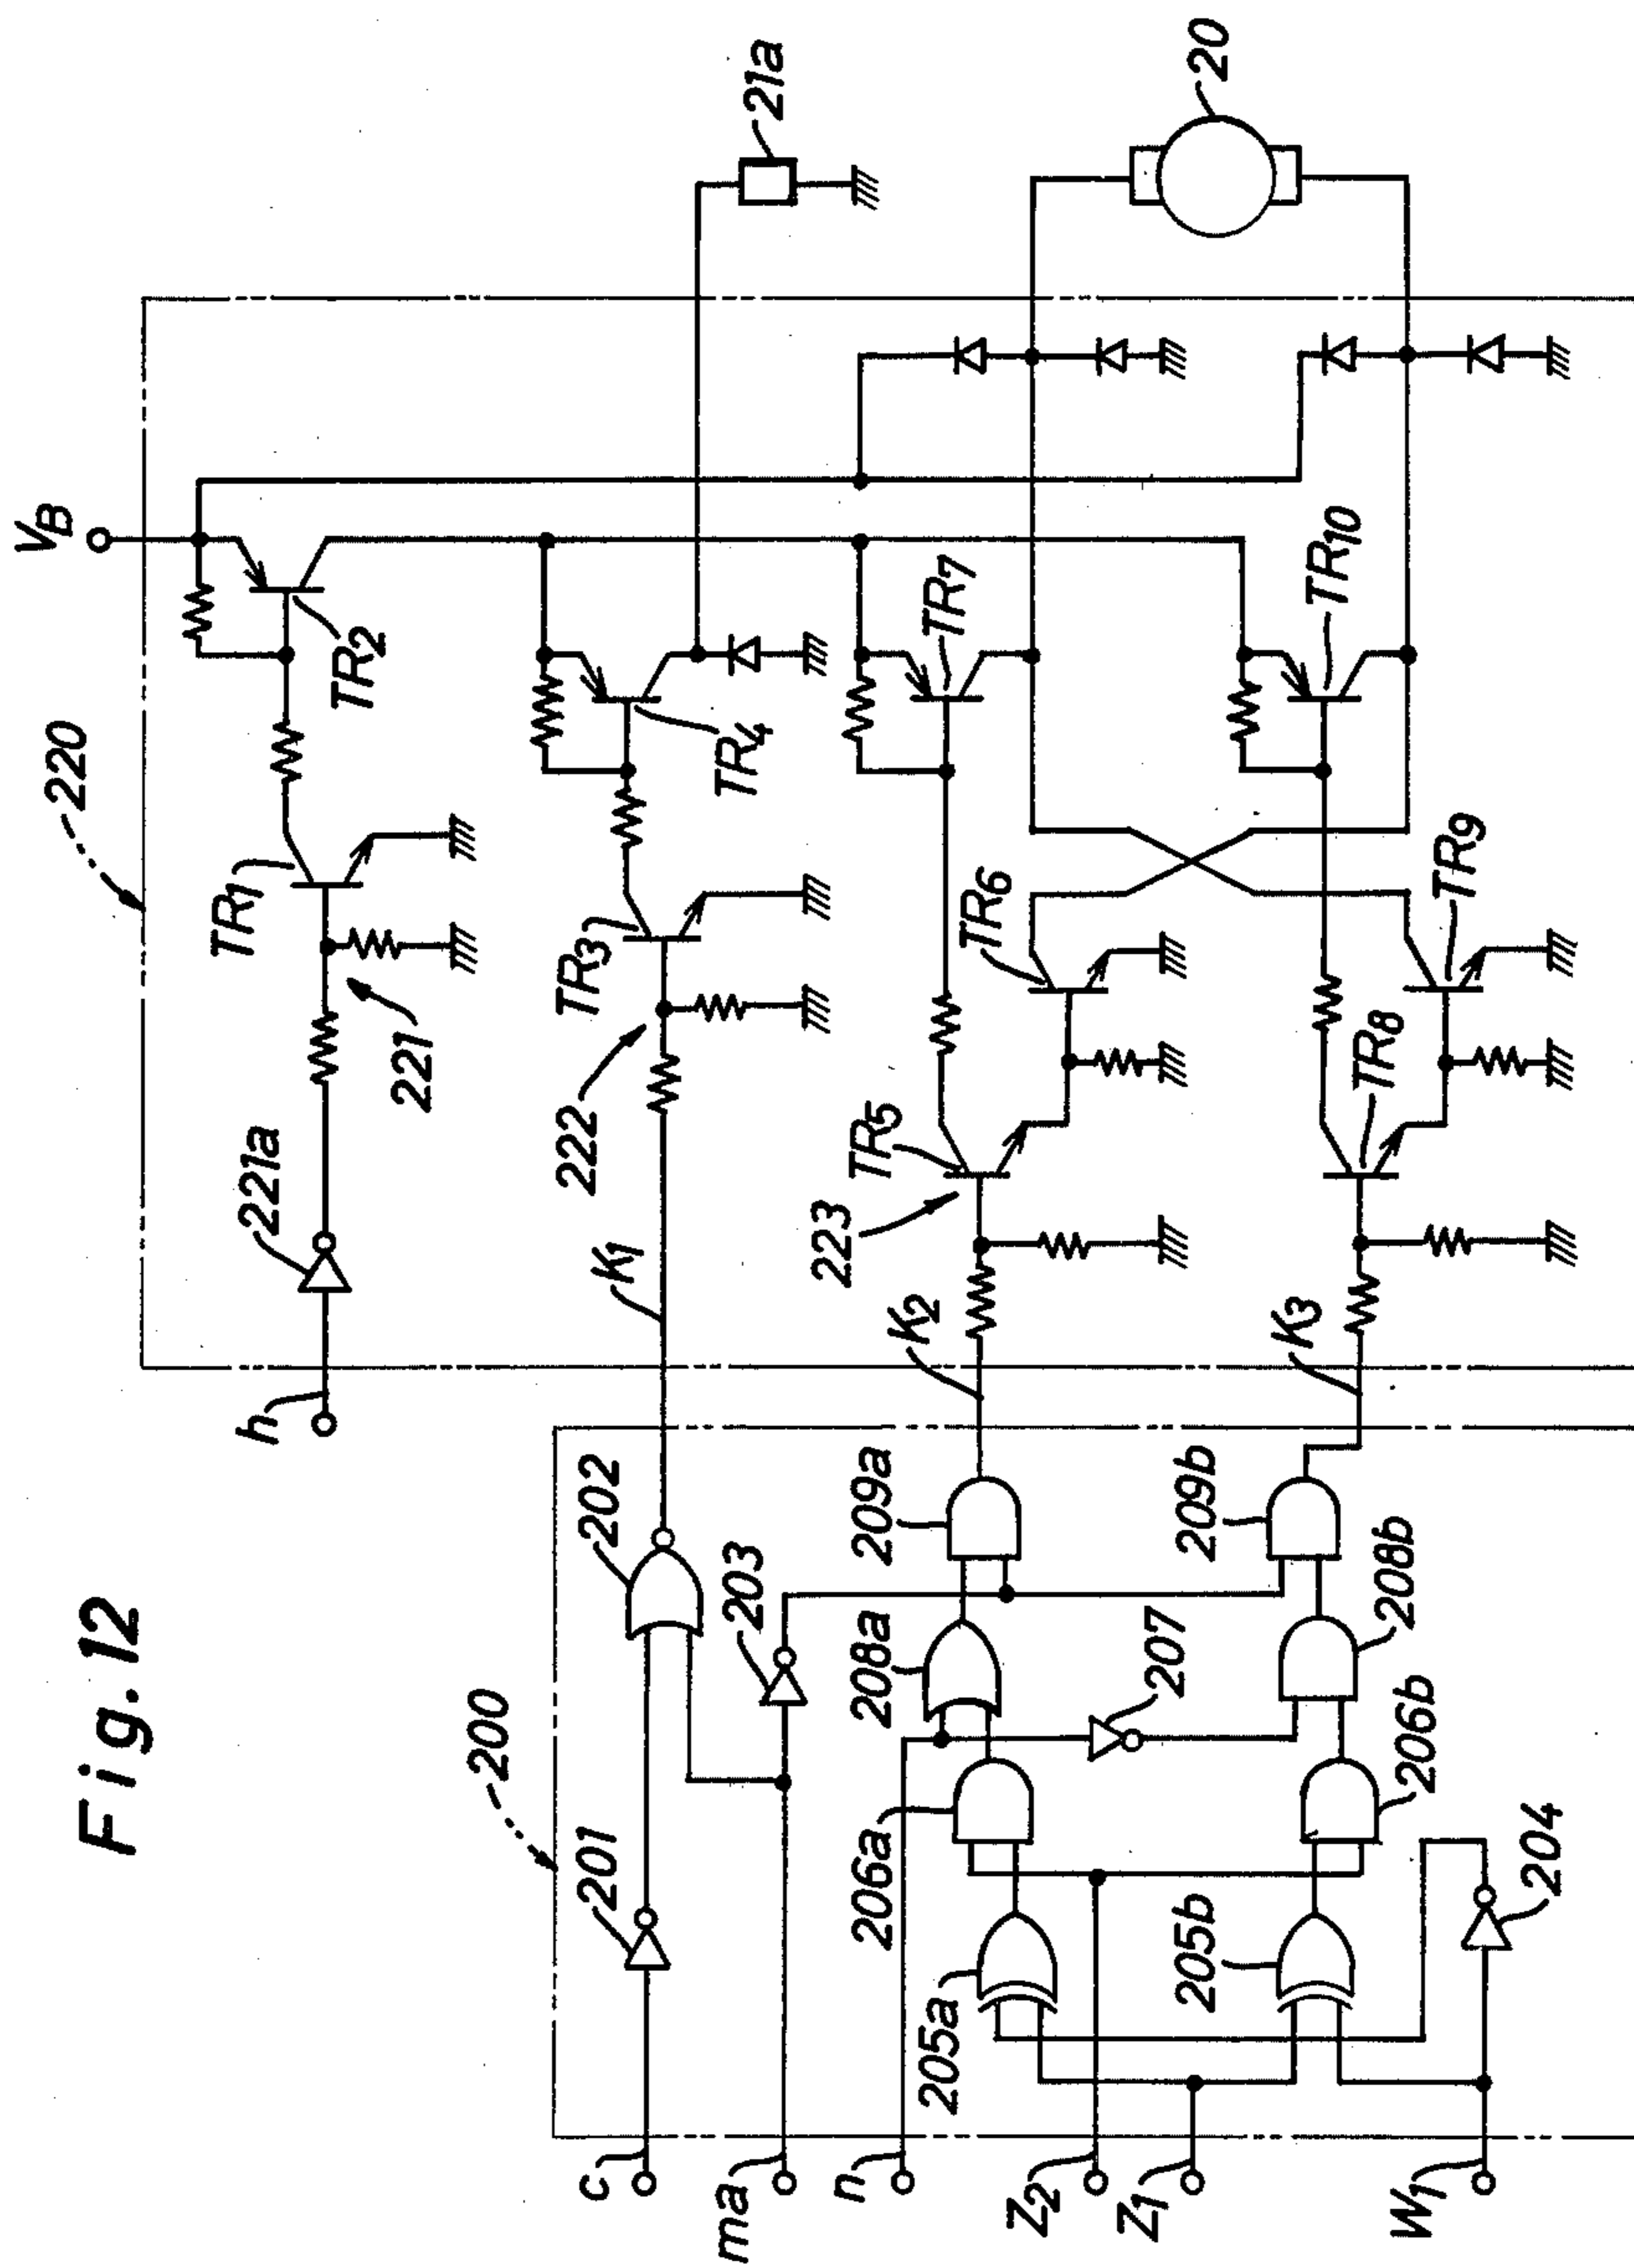 Fig. 12
200
220
VB
h
221a
TR1
TR2
221
c
201
202
K1
222
TR3
TR4
21a
ma
203
n
206a
208a
209a
K2
223
TR5
TR6
TR7
20
Z2
205a
207
Z1
205b
206b
208b
209b
K3
TR8
TR9
TR10
W1
204